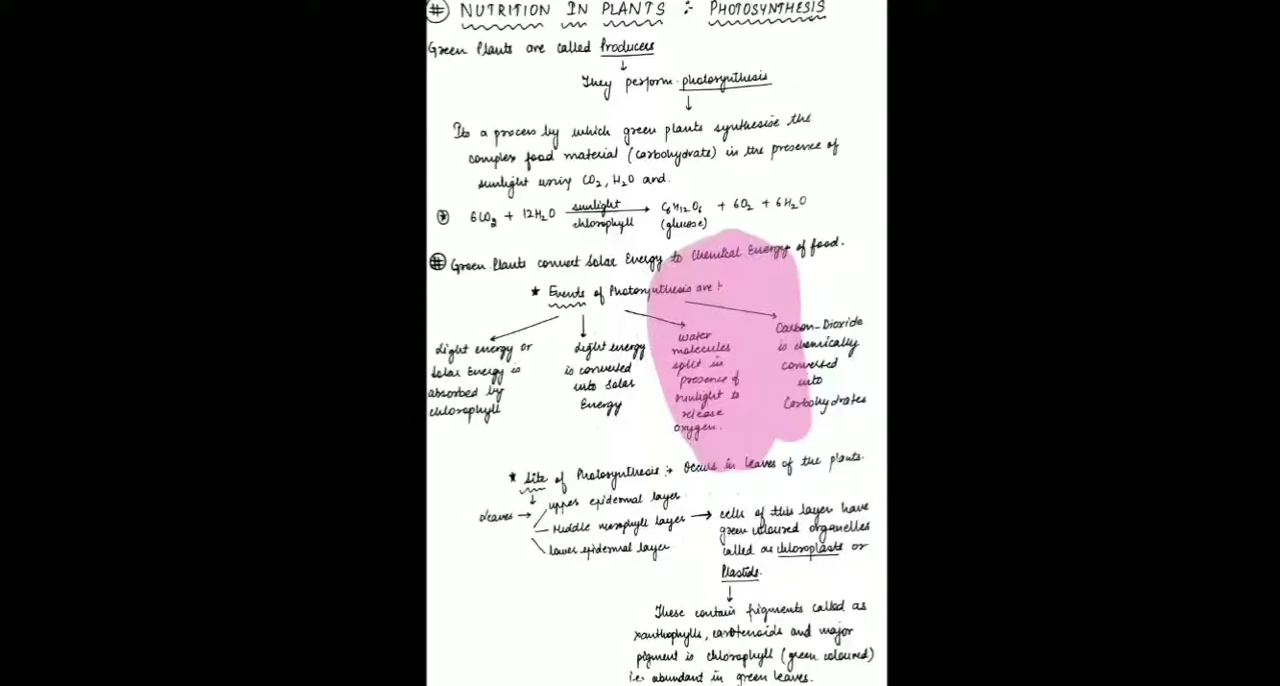 # NUTRITION IN PLANTS :- PHOTOSYNTHESIS
Green Plants are called Producers
↓
They perform photosynthesis
↓
Its a process by which green plants synthesise the
complex food material (carbohydrate) in the presence of
sunlight using CO₂, H₂O and.
6CO₂ + 12H₂O sunlight chlorophyll → C₆H₁₂O₆ + 6O₂ + 6H₂O
(glucose)
# Green Plants convert Solar Energy to Chemical Energy of food.
★ Events of Photosynthesis are :-
Light energy or
Solar Energy is
absorbed by
chlorophyll
Light energy
is converted
into Solar
Energy
Water
molecules
split in
presence of
sunlight to
release
oxygen.
Carbon-Dioxide
is chemically
converted
into
Carbohydrates
★ Site of Photosynthesis :→ Occurs in leaves of the plants.
↓
Leaves →
upper epidermal layer
Middle mesophyll layer →
lower epidermal layer
cells of this layer have
green coloured organelles
called as chloroplasts or
Plastids.
↓
These contain pigments called as
xanthophylls, carotenoids and major
pigment is chlorophyll (green coloured)
i.e. abundant in green leaves.